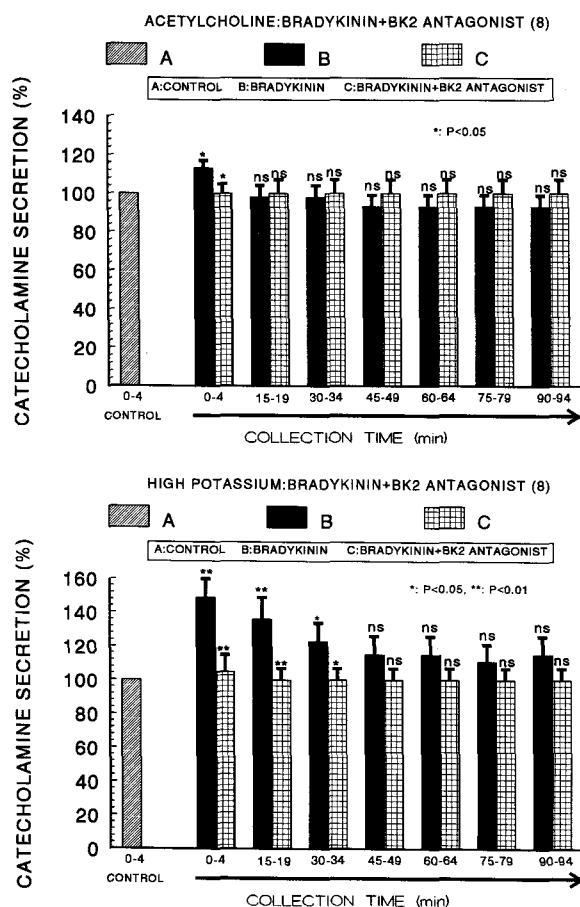 ACETYLCHOLINE:BRADYKININ+BK2 ANTAGONIST (8)
A B C
A:CONTROL B:BRADYKININ C:BRADYKININ+BK2 ANTAGONIST
*: P<0.05
CATECHOLAMINE SECRETION (%)
140
120
100
80
60
40
20
0
* * ns ns ns ns ns ns ns ns ns ns ns ns
0-4 0-4 15-19 30-34 45-49 60-64 75-79 90-94
CONTROL
COLLECTION TIME (min)
HIGH POTASSIUM:BRADYKININ+BK2 ANTAGONIST (8)
A B C
A:CONTROL B:BRADYKININ C:BRADYKININ+BK2 ANTAGONIST
*: P<0.05, **: P<0.01
CATECHOLAMINE SECRETION (%)
160
140
120
100
80
60
40
20
0
** ** ** ** * * ns ns ns ns ns ns ns ns
0-4 0-4 15-19 30-34 45-49 60-64 75-79 90-94
CONTROL
COLLECTION TIME (min)